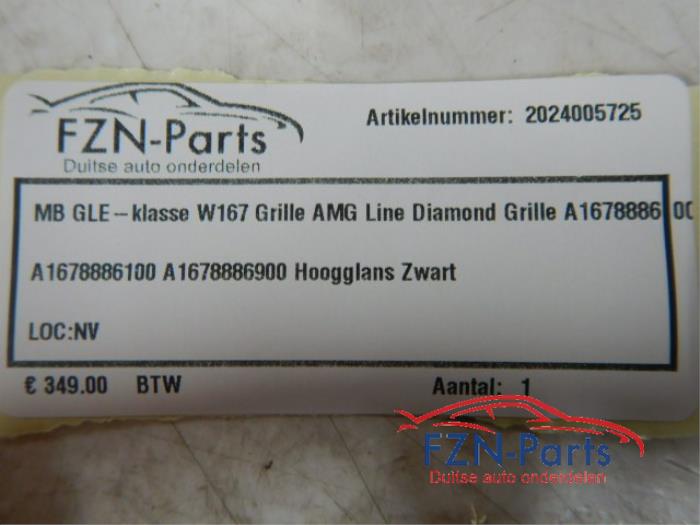 FZN-Parts
Duitse auto onderdelen
Artikelnummer: 2024005725
MB GLE-klasse W167 Grille AMG Line Diamond Grille A1678886 00
A1678886100 A1678886900 Hoogglans Zwart
LOC:NV
€ 349.00 BTW Aantal: 1
FZN-Parts
Duitse auto onderdelen